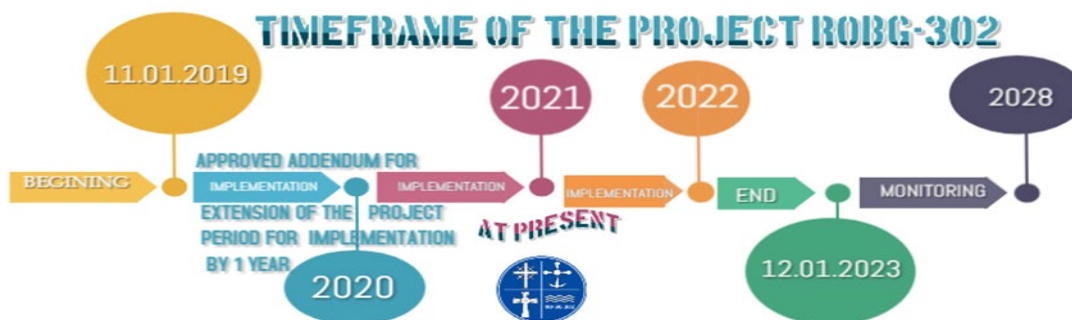 TIMEFRAME OF THE PROJECT ROBG-302
11.01.2019
2021
2022
2028
BEGINING
APPROVED ADDENDUM FOR
IMPLEMENTATION
EXTENSION OF THE PROJECT
PERIOD FOR IMPLEMENTATION
BY 1 YEAR
2020
IMPLEMENTATION
AT PRESENT
IMPLEMENTATION
END
12.01.2023
MONITORING